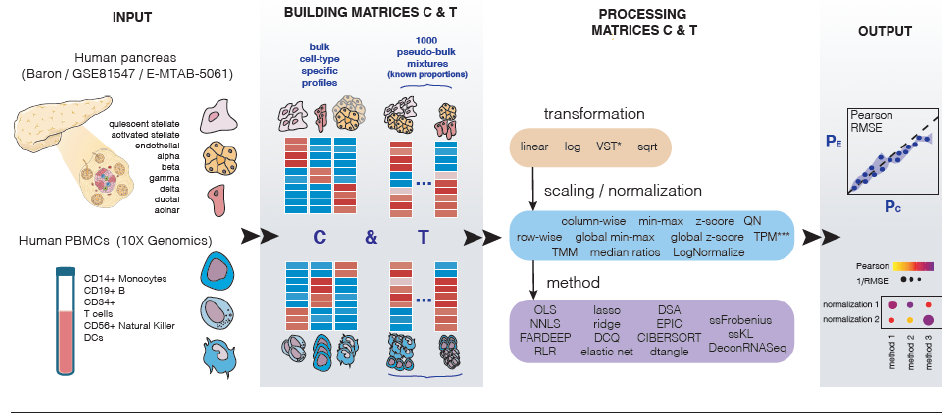 INPUT
Human pancreas
(Baron / GSE81547 / E-MTAB-5061)
quiescent stellate
activated stellate
endothelial
alpha
beta
gamma
delta
ductal
acinar
Human PBMCs (10X Genomics)
CD14+ Monocytes
CD19+ B
CD34+
T cells
CD56+ Natural Killer
DCs
BUILDING MATRICES C & T
bulk
cell-type
specific
profiles
1000
pseudo-bulk
mixtures
(known proportions)
...
C & T
...
PROCESSING
MATRICES C & T
transformation
linear log VST* sqrt
scaling / normalization
column-wise min-max z-score QN
row-wise global min-max global z-score TPM***
TMM median ratios LogNormalize
method
OLS lasso DSA
NNLS ridge EPIC ssFrobenius
FARDEEP DCQ CIBERSORT ssKL
RLR elastic net dtangle DeconRNASeq
OUTPUT
Pearson
RMSE
PE
PC
Pearson
1/RMSE
normalization 1
normalization 2
method 1
method 2
method 3